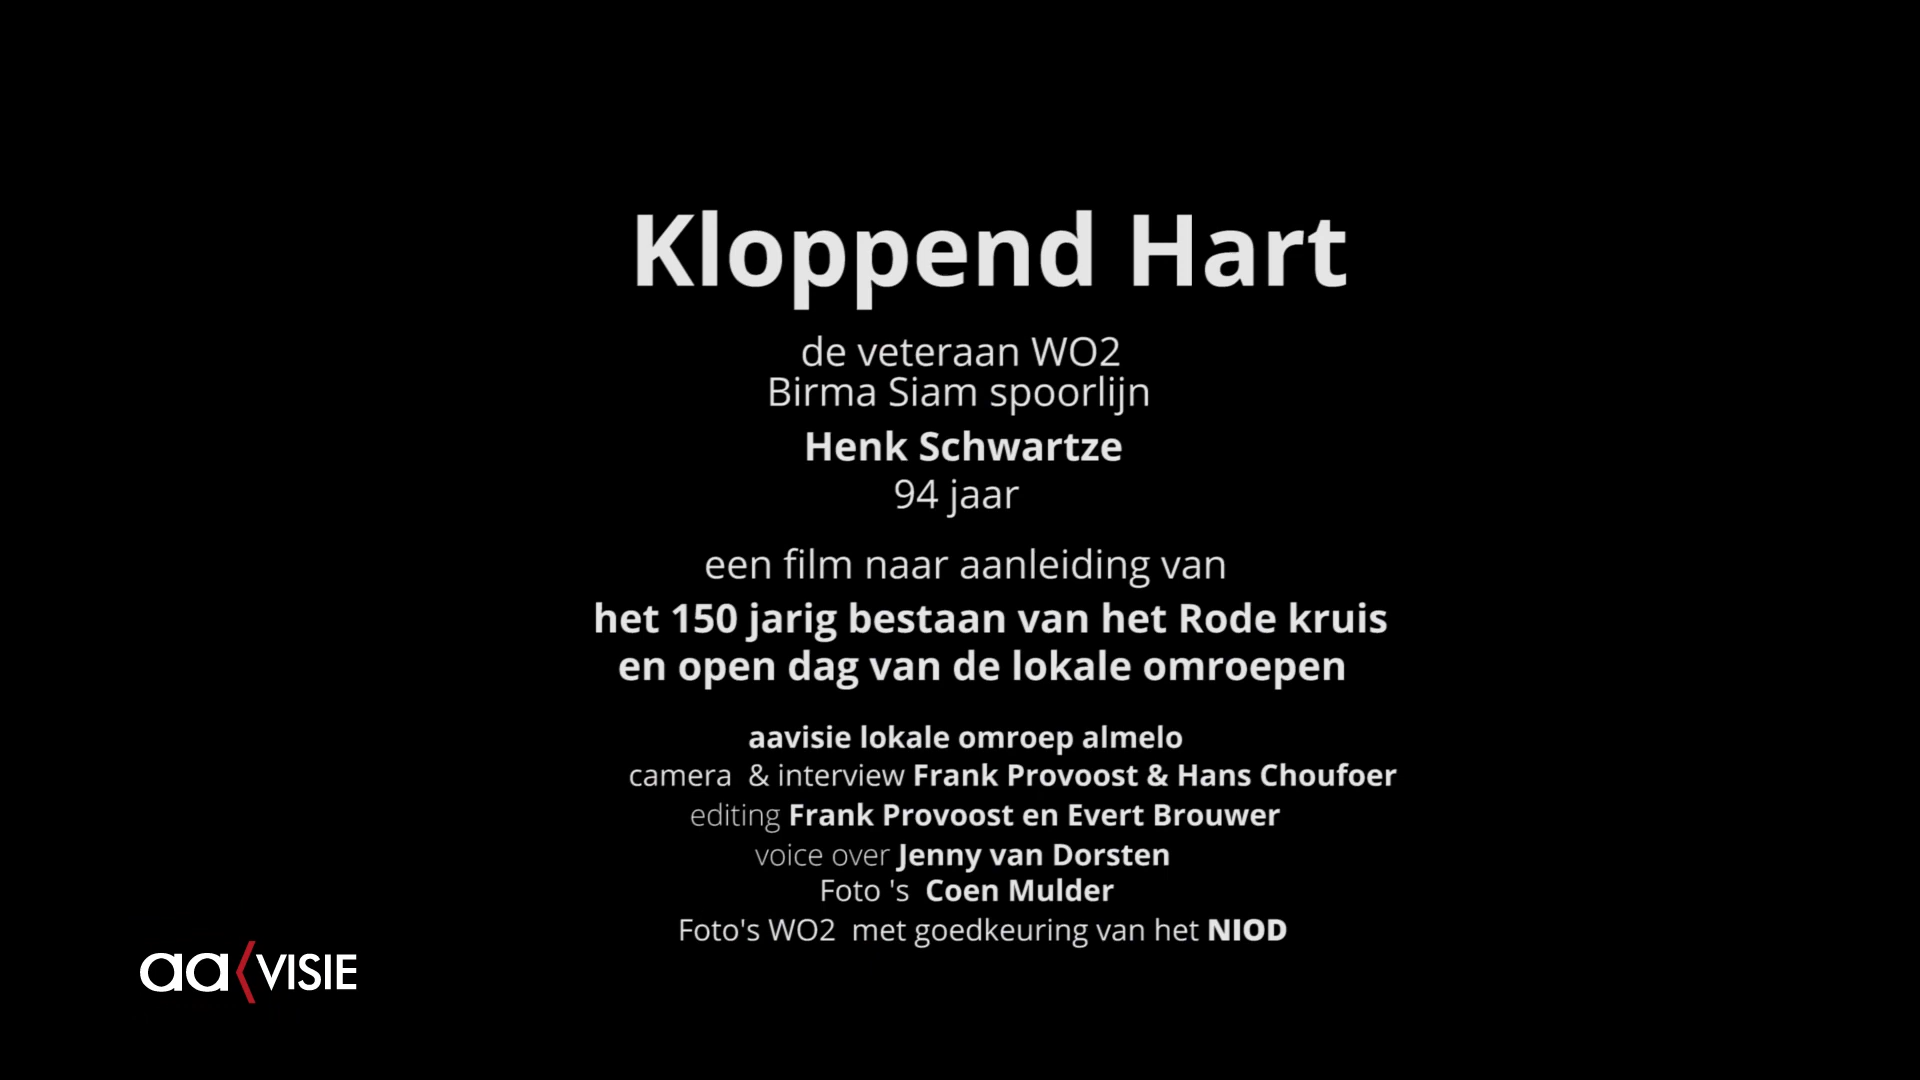 Kloppend Hart
de veteraan WO2
Birma Siam spoorlijn
Henk Schwartze
94 jaar
een film naar aanleiding van
het 150 jarig bestaan van het Rode kruis
en open dag van de lokale omroepen
aavisie lokale omroep almelo
camera  & interview Frank Provoost & Hans Choufoer
editing Frank Provoost en Evert Brouwer
voice over Jenny van Dorsten
Foto 's  Coen Mulder
Foto's WO2  met goedkeuring van het NIOD
aa VISIE